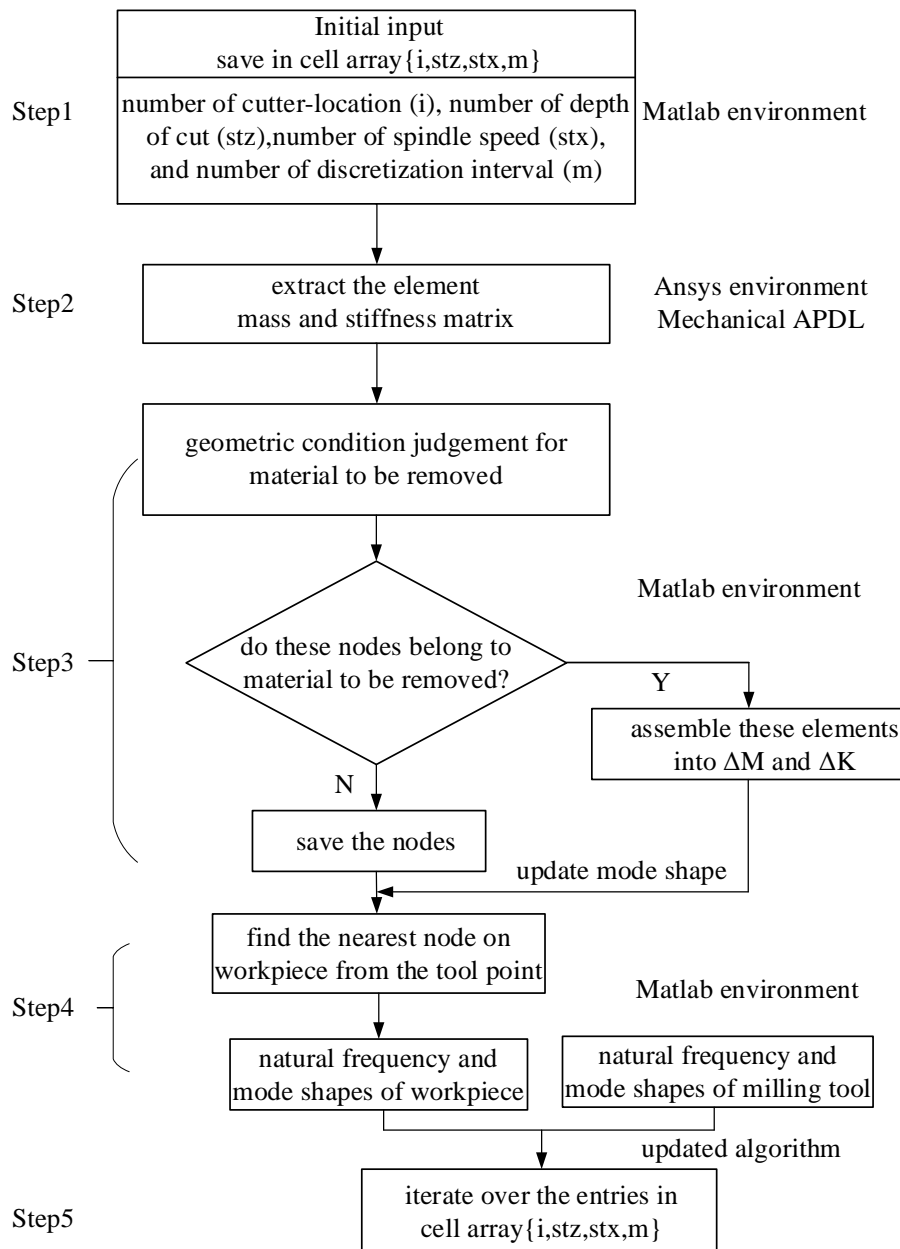 Initial input
save in cell array{i,stz,stx,m}
Step1
number of cutter-location (i), number of depth
of cut (stz),number of spindle speed (stx),
and number of discretization interval (m)
Matlab environment
Step2
extract the element
mass and stiffness matrix
Ansys environment
Mechanical APDL
geometric condition judgement for
material to be removed
Step3
do these nodes belong to
material to be removed?
Matlab environment
Y
assemble these elements
into ΔM and ΔK
N
save the nodes
update mode shape
find the nearest node on
workpiece from the tool point
Step4
Matlab environment
natural frequency and
mode shapes of workpiece
natural frequency and
mode shapes of milling tool
updated algorithm
Step5
iterate over the entries in
cell array{i,stz,stx,m}